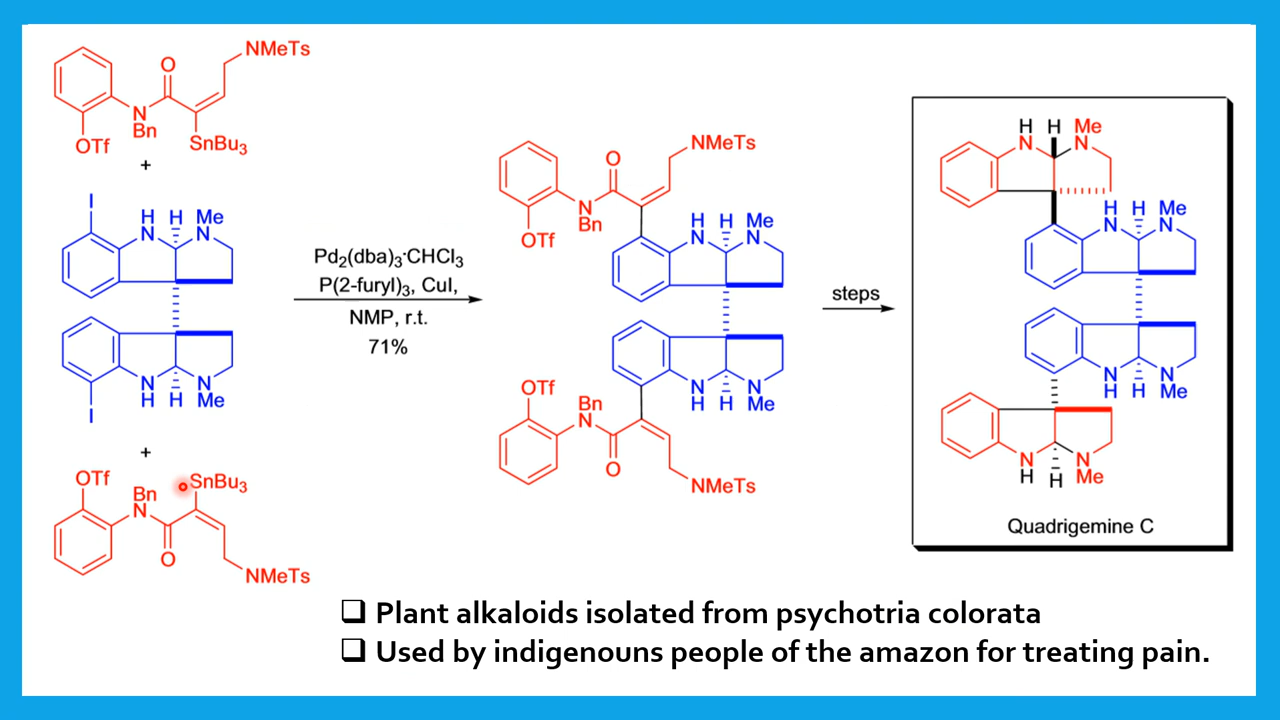 NMeTs
O
N
Bn
OTf
SnBu3
+
I
H H Me
N N
N N
H H Me
I
+
OTf
Bn
SnBu3
N
O
NMeTs
Pd2(dba)3·CHCl3
P(2-furyl)3, CuI,
NMP, r.t.
71%
NMeTs
O
N
Bn
OTf
H H Me
N N
N N
H H Me
OTf
Bn
N
O
NMeTs
steps
H H Me
N N
H H Me
N N
N N
H H Me
N N
H H Me
Quadrigemine C
❑ Plant alkaloids isolated from psychotria colorata
❑ Used by indigenouns people of the amazon for treating pain.